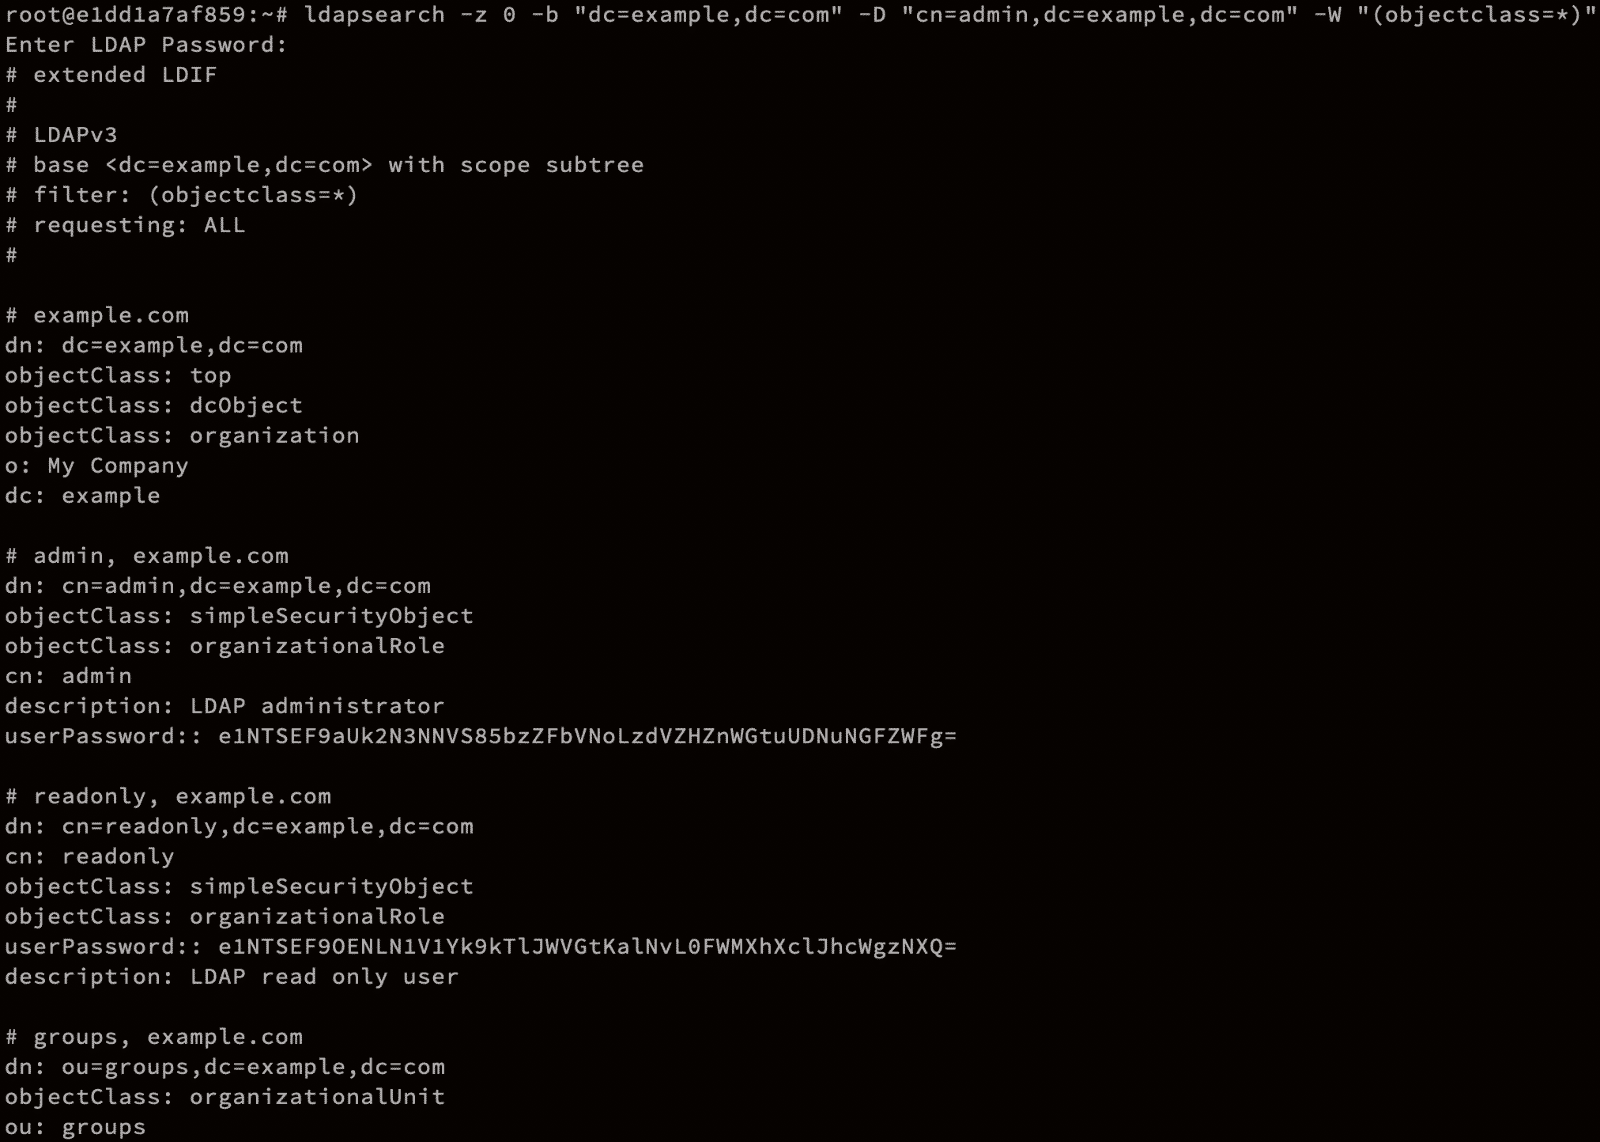 root@e1dd1a7af859:~# ldapsearch -z 0 -b "dc=example,dc=com" -D "cn=admin,dc=example,dc=com" -W "(objectclass=*)"
Enter LDAP Password:
# extended LDIF
#
# LDAPv3
# base <dc=example,dc=com> with scope subtree
# filter: (objectclass=*)
# requesting: ALL
#
# example.com
dn: dc=example,dc=com
objectClass: top
objectClass: dcObject
objectClass: organization
o: My Company
dc: example
# admin, example.com
dn: cn=admin,dc=example,dc=com
objectClass: simpleSecurityObject
objectClass: organizationalRole
cn: admin
description: LDAP administrator
userPassword:: e1NTSEF9aUk2N3NNVS85bzZFbVNoLzdVZHZnWGtuUDNuNGFZWFg=
# readonly, example.com
dn: cn=readonly,dc=example,dc=com
cn: readonly
objectClass: simpleSecurityObject
objectClass: organizationalRole
userPassword:: e1NTSEF9OENLN1V1Yk9kTlJWVGtKalNvL0FWMXhXclJhcWgzNXQ=
description: LDAP read only user
# groups, example.com
dn: ou=groups,dc=example,dc=com
objectClass: organizationalUnit
ou: groups